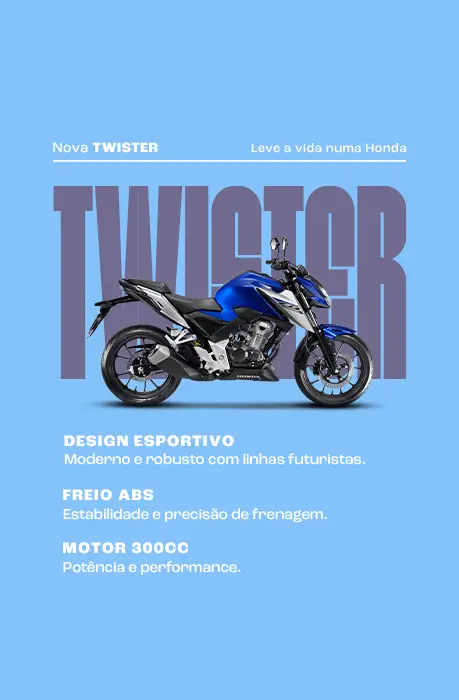 Nova TWISTER
Leve a vida numa Honda
TWISTER
HONDA
DESIGN ESPORTIVO
Moderno e robusto com linhas futuristas.
FREIO ABS
Estabilidade e precisão de frenagem.
MOTOR 300CC
Potência e performance.